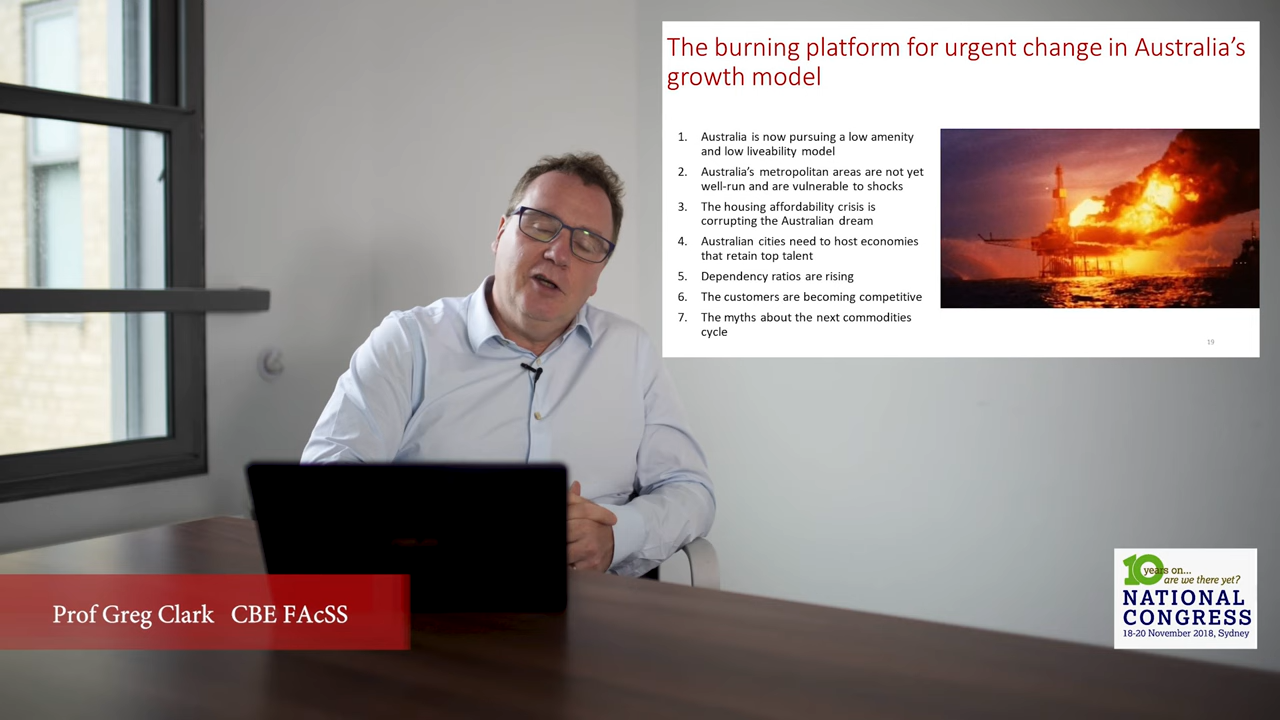 The burning platform for urgent change in Australia's
growth model
1. Australia is now pursuing a low amenity
and low liveability model
2. Australia's metropolitan areas are not yet
well-run and are vulnerable to shocks
3. The housing affordability crisis is
corrupting the Australian dream
4. Australian cities need to host economies
that retain top talent
5. Dependency ratios are rising
6. The customers are becoming competitive
7. The myths about the next commodities
cycle
19
Prof Greg Clark CBE FAcSS
10 years on...
are we there yet?
NATIONAL
CONGRESS
18-20 November 2018, Sydney